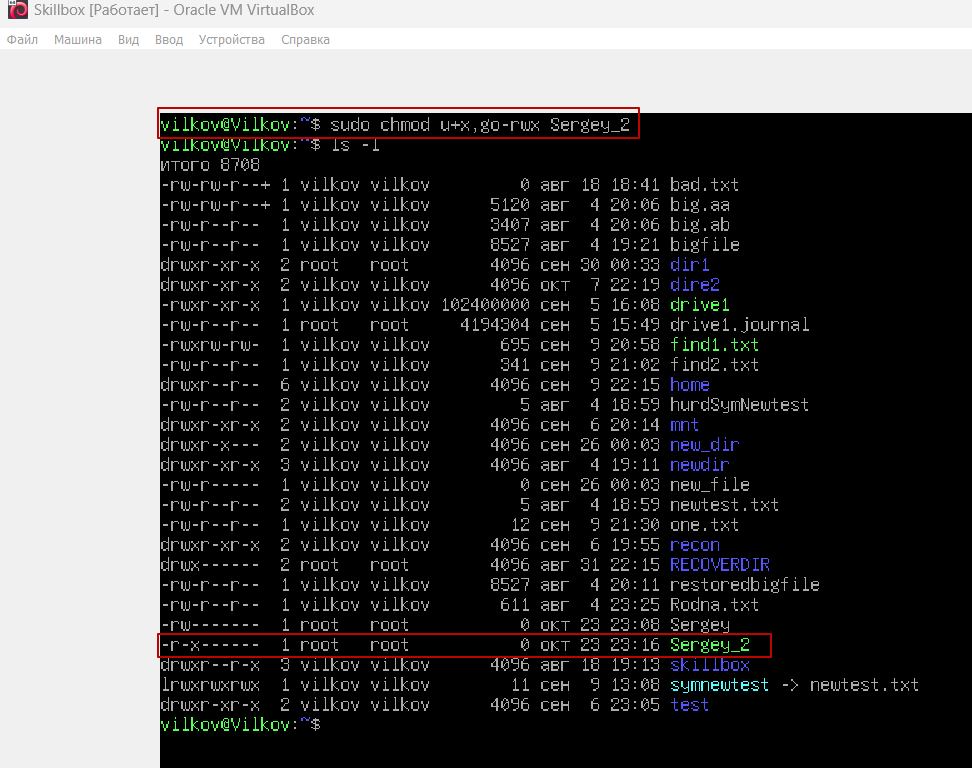 Skillbox [Работает] - Oracle VM VirtualBox
Файл Машина Вид Ввод Устройства Справка
vilkov@Vilkov:~$ sudo chmod u+x,go-rwx Sergey_2
vilkov@Vilkov:~$ ls -l
итого 8708
-rw-rw-r--+ 1 vilkov vilkov 0 авг 18 18:41 bad.txt
-rw-rw-r--+ 1 vilkov vilkov 5120 авг 4 20:06 big.aa
-rw-r--r-- 1 vilkov vilkov 3407 авг 4 20:06 big.ab
-rw-r--r-- 1 vilkov vilkov 8527 авг 4 19:21 bigfile
drwxr-xr-x 2 root root 4096 сен 30 00:33 dir1
drwxr-xr-x 2 vilkov vilkov 4096 окт 7 22:19 dire2
-rwxr-xr-x 1 vilkov vilkov 102400000 сен 5 16:08 drive1
-rw-r--r-- 1 root root 4194304 сен 5 15:49 drive1.journal
-rwxrw-rw- 1 vilkov vilkov 695 сен 9 20:58 find1.txt
-rw-r--r-- 1 vilkov vilkov 341 сен 9 21:02 find2.txt
drwxr--r-- 6 vilkov vilkov 4096 сен 9 22:15 home
-rw-r--r-- 2 vilkov vilkov 5 авг 4 18:59 hurdSymNewtest
drwxr-xr-x 2 vilkov vilkov 4096 сен 6 20:14 mnt
drwxr-x--- 2 vilkov vilkov 4096 сен 26 00:03 new_dir
drwxr-xr-x 3 vilkov vilkov 4096 авг 4 19:11 newdir
-rw-r----- 1 vilkov vilkov 0 сен 26 00:03 new_file
-rw-r--r-- 2 vilkov vilkov 5 авг 4 18:59 newtest.txt
-rw-r--r-- 1 vilkov vilkov 12 сен 9 21:30 one.txt
drwxr-xr-x 2 vilkov vilkov 4096 сен 6 19:55 recon
drwx------ 2 root root 4096 авг 31 22:15 RECOVERDIR
-rw-r--r-- 1 vilkov vilkov 8527 авг 4 20:11 restoredbigfile
-rw-r--r-- 1 vilkov vilkov 611 авг 4 23:25 Rodna.txt
-rw------- 1 root root 0 окт 23 23:08 Sergey
-r-x------ 1 root root 0 окт 23 23:16 Sergey_2
drwxr--r-x 3 vilkov vilkov 4096 авг 18 19:13 skillbox
lrwxrwxrwx 1 vilkov vilkov 11 сен 9 13:08 symnewtest -> newtest.txt
drwxr-xr-x 2 vilkov vilkov 4096 сен 6 23:05 test
vilkov@Vilkov:~$